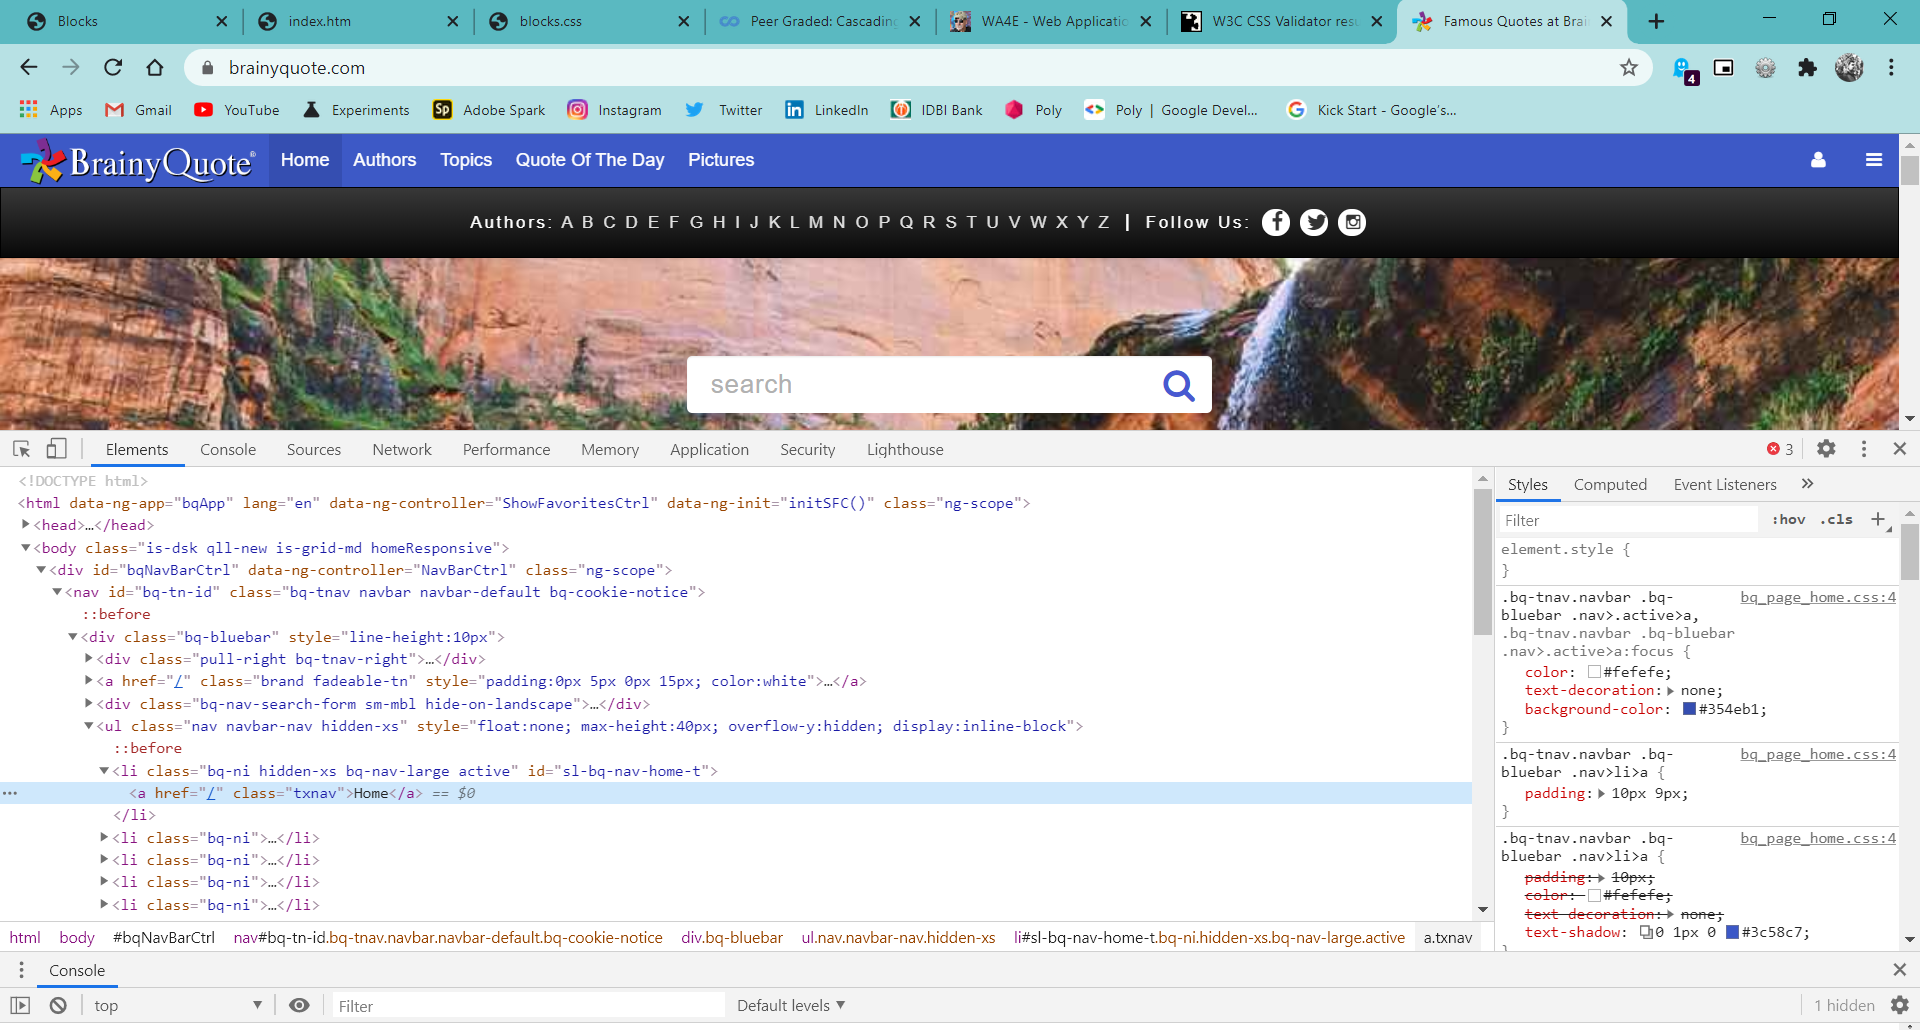 Blocks
index.htm
blocks.css
Peer Graded: Cascading
WA4E - Web Applicatio
W3C CSS Validator resu
Famous Quotes at Brai
brainyquote.com
4
Apps
Gmail
YouTube
Experiments
Sp Adobe Spark
Instagram
Twitter
LinkedIn
IDBI Bank
Poly
Poly | Google Devel...
Kick Start - Google's...
BrainyQuote®
Home
Authors
Topics
Quote Of The Day
Pictures
Authors: A B C D E F G H I J K L M N O P Q R S T U V W X Y Z | Follow Us:
search
Elements
Console
Sources
Network
Performance
Memory
Application
Security
Lighthouse
3
<!DOCTYPE html>
<html data-ng-app="bqApp" lang="en" data-ng-controller="ShowFavoritesCtrl" data-ng-init="initSFC()" class="ng-scope">
<head>…</head>
<body class="is-dsk qll-new is-grid-md homeResponsive">
<div id="bqNavBarCtrl" data-ng-controller="NavBarCtrl" class="ng-scope">
<nav id="bq-tn-id" class="bq-tnav navbar navbar-default bq-cookie-notice">
::before
<div class="bq-bluebar" style="line-height:10px">
<div class="pull-right bq-tnav-right">…</div>
<a href="/" class="brand fadeable-tn" style="padding:0px 5px 0px 15px; color:white">…</a>
<div class="bq-nav-search-form sm-mbl hide-on-landscape">…</div>
<ul class="nav navbar-nav hidden-xs" style="float:none; max-height:40px; overflow-y:hidden; display:inline-block">
::before
<li class="bq-ni hidden-xs bq-nav-large active" id="sl-bq-nav-home-t">
… <a href="/" class="txnav">Home</a> == $0
</li>
<li class="bq-ni">…</li>
<li class="bq-ni">…</li>
<li class="bq-ni">…</li>
<li class="bq-ni">…</li>
html body #bqNavBarCtrl nav#bq-tn-id.bq-tnav.navbar.navbar-default.bq-cookie-notice div.bq-bluebar ul.nav.navbar-nav.hidden-xs li#sl-bq-nav-home-t.bq-ni.hidden-xs.bq-nav-large.active a.txnav
Styles
Computed
Event Listeners
»
Filter
:hov .cls +
element.style {
}
.bq-tnav.navbar .bq- bq_page_home.css:4
bluebar .nav>.active>a,
.bq-tnav.navbar .bq-bluebar
.nav>.active>a:focus {
color: #fefefe;
text-decoration: none;
background-color: #354eb1;
}
.bq-tnav.navbar .bq- bq_page_home.css:4
bluebar .nav>li>a {
padding: 10px 9px;
}
.bq-tnav.navbar .bq- bq_page_home.css:4
bluebar .nav>li>a {
padding: 10px;
color: #fefefe;
text-decoration: none;
text-shadow: 0 1px 0 #3c58c7;
Console
top
Filter
Default levels
1 hidden